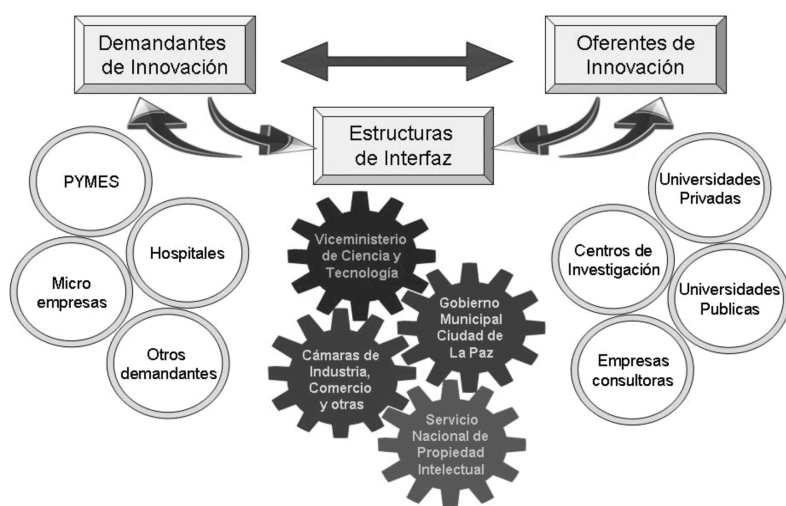 Demandantes
de Innovación
Oferentes de
Innovación
Estructuras
de Interfaz
PYMES
Hospitales
Micro
empresas
Otros
demandantes
Viceministerio
de Ciencia y
Tecnología
Gobierno
Municipal
Ciudad de
La Paz
Cámaras de
Industria,
Comercio
y otras
Servicio
Nacional de
Propiedad
Intelectual
Universidades
Privadas
Centros de
Investigación
Universidades
Publicas
Empresas
consultoras